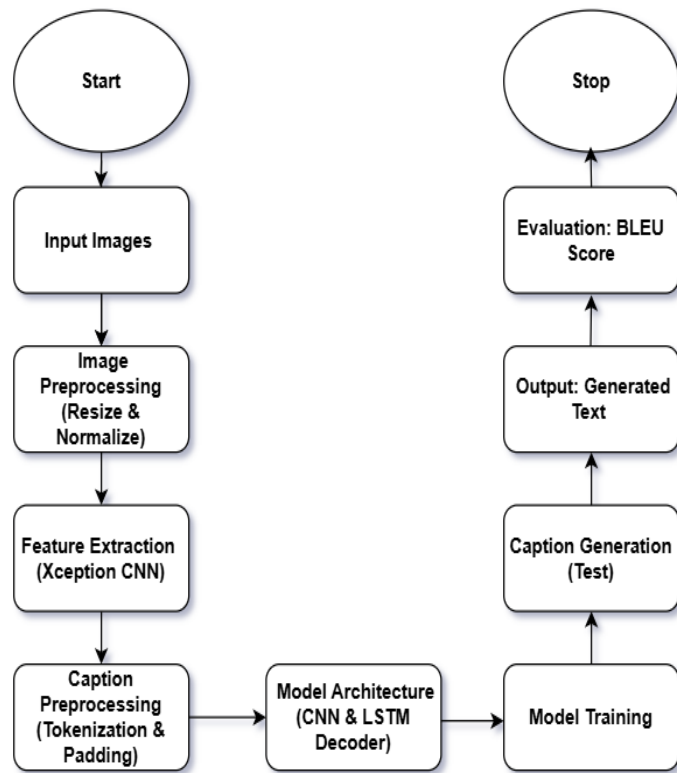 Start
Input Images
Image
Preprocessing
(Resize &
Normalize)
Feature Extraction
(Xception CNN)
Caption
Preprocessing
(Tokenization &
Padding)
Model Architecture
(CNN & LSTM
Decoder)
Model Training
Caption Generation
(Test)
Output: Generated
Text
Evaluation: BLEU
Score
Stop